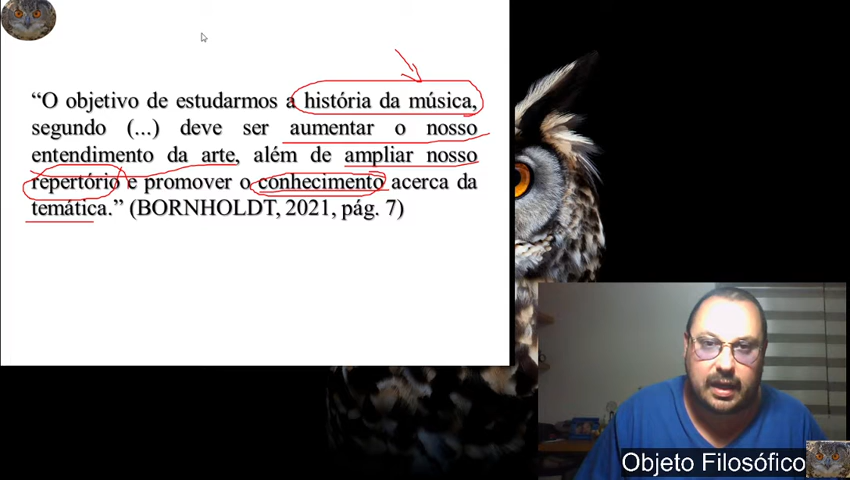 “O objetivo de estudarmos a história da música,
segundo (...) deve ser aumentar o nosso
entendimento da arte, além de ampliar nosso
repertório e promover o conhecimento acerca da
temática.” (BORNHOLDT, 2021, pág. 7)
Objeto Filosófico